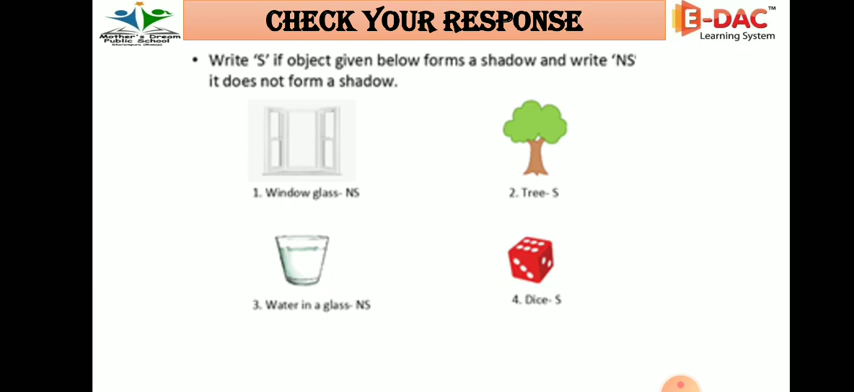 CHECK YOUR RESPONSE
Mother's Dream
Public School
E-DAC™
Learning System
• Write 'S' if object given below forms a shadow and write 'NS'
it does not form a shadow.
1. Window glass- NS
2. Tree- S
3. Water in a glass- NS
4. Dice- S